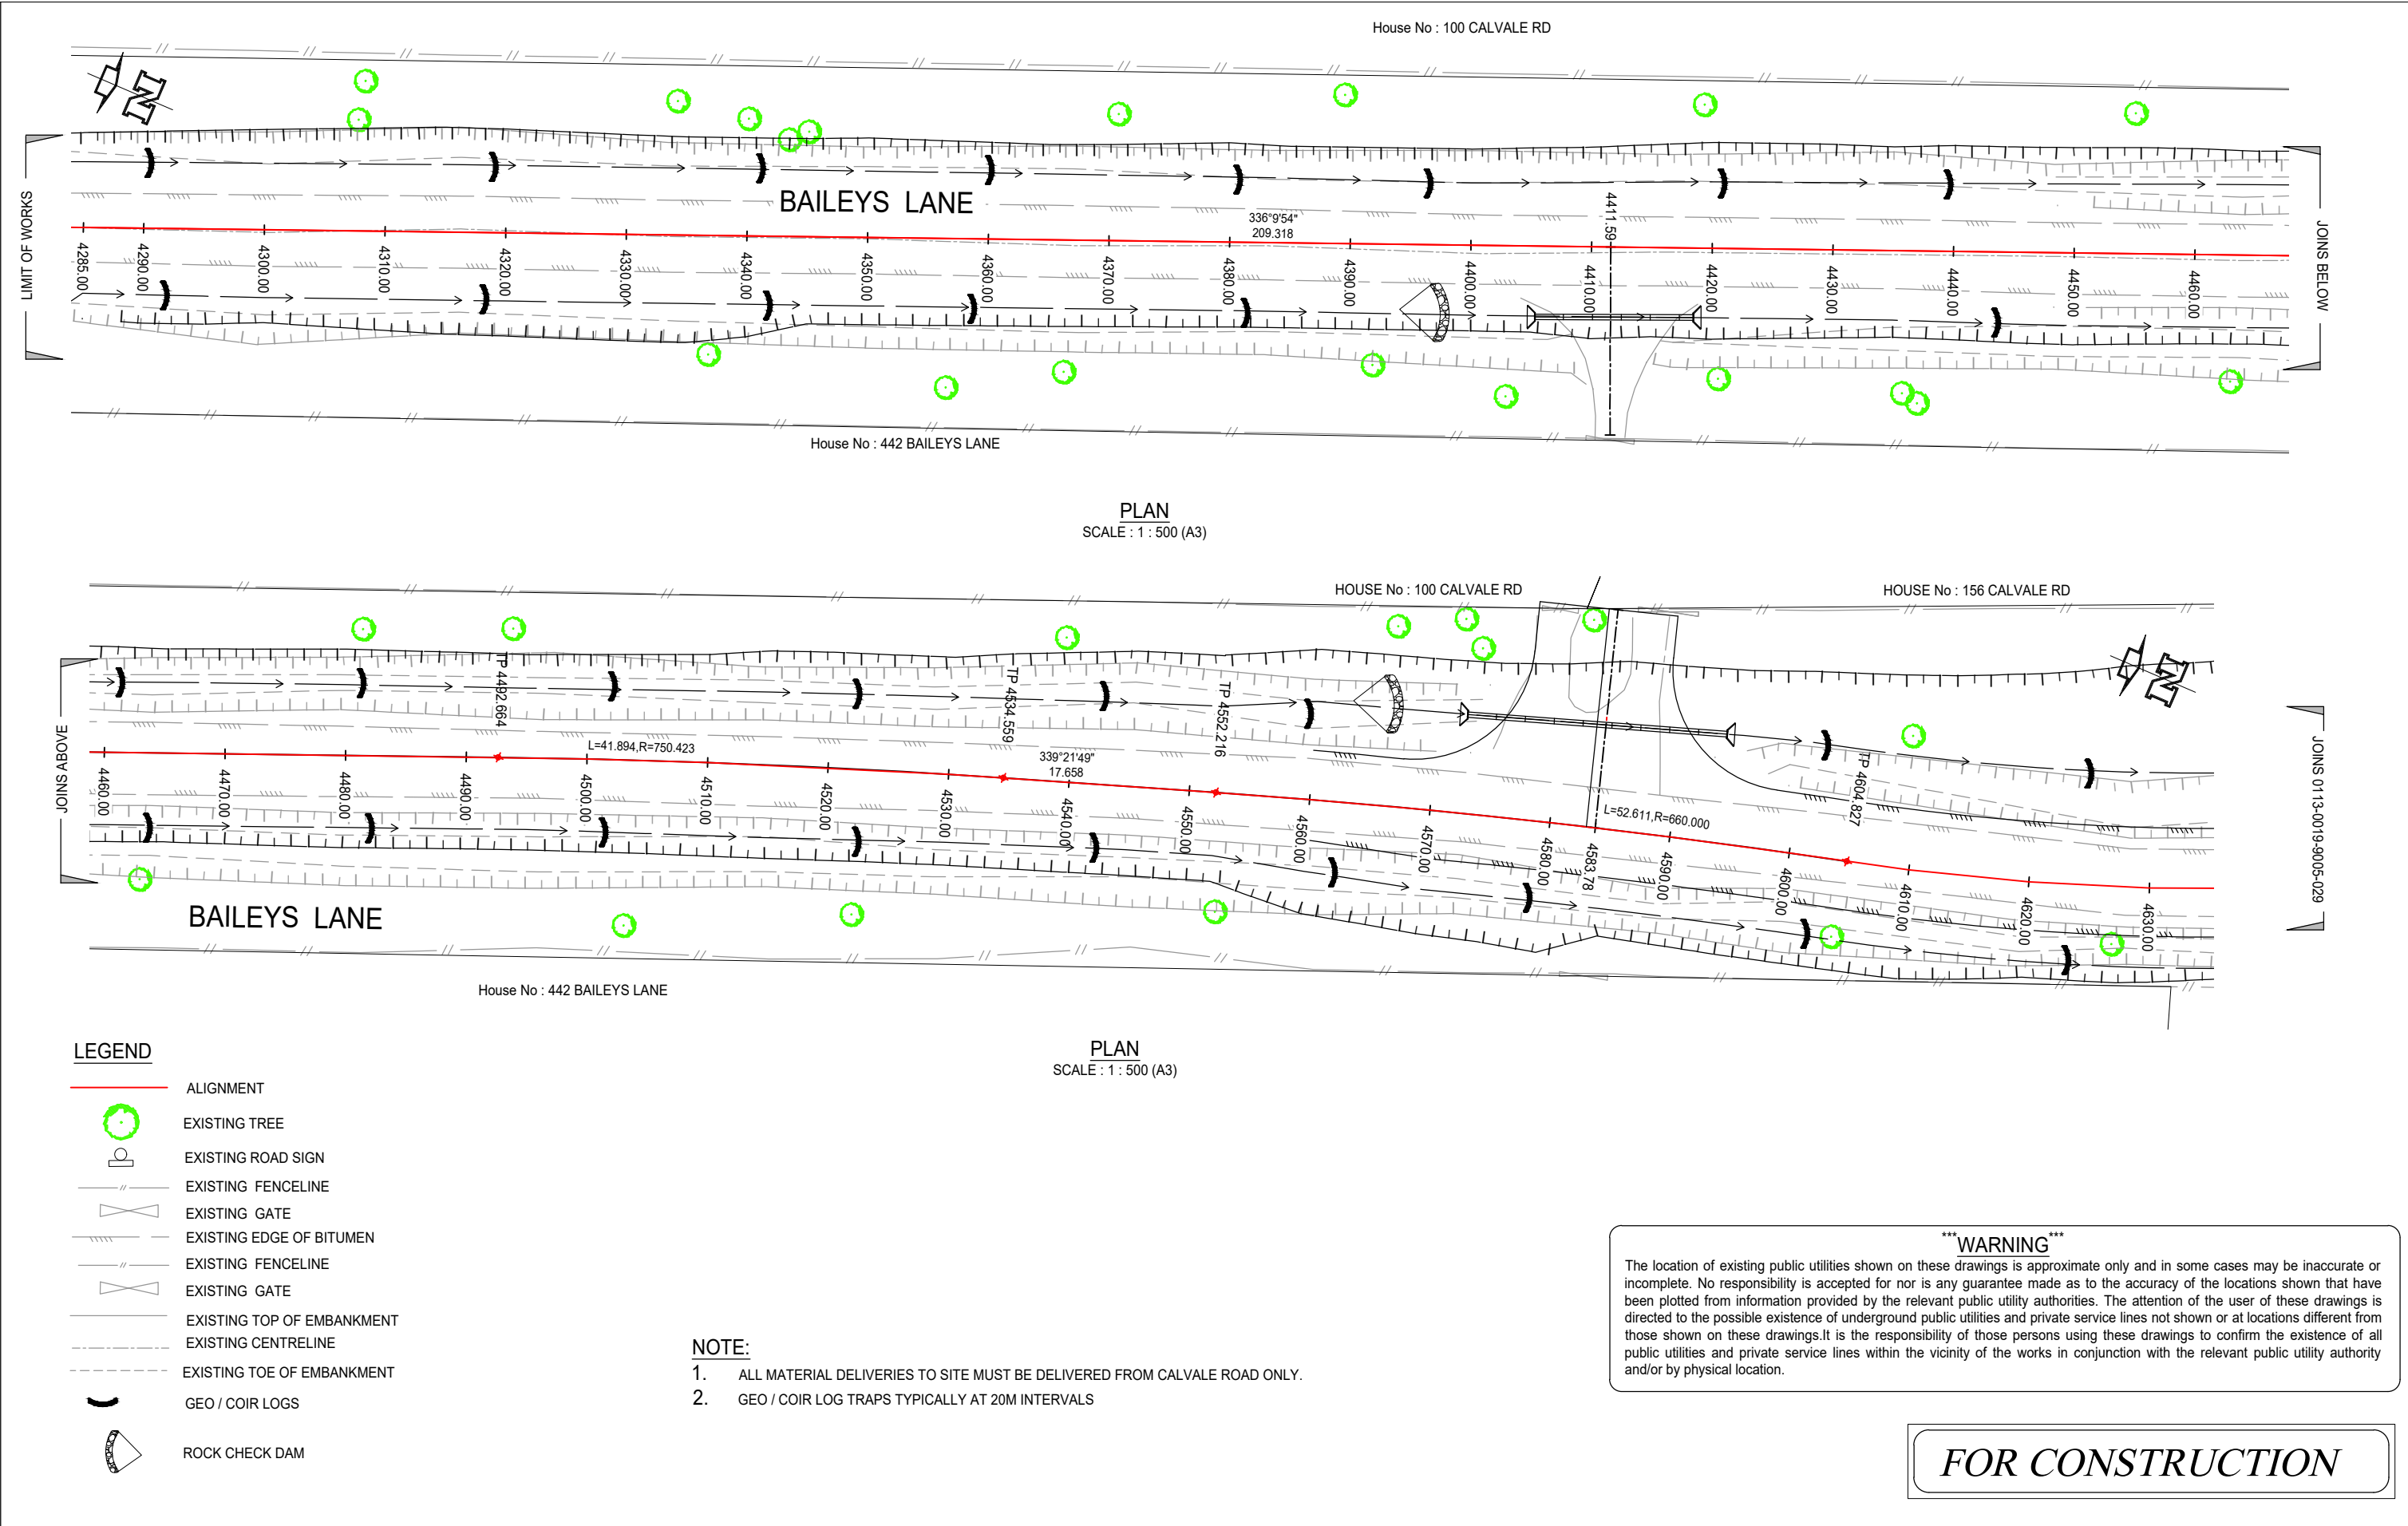 House No : 100 CALVALE RD
N
LIMIT OF WORKS
BAILEYS LANE
336°9'54"
209.318
4411.59
JOINS BELOW
4285.00
4290.00
4300.00
4310.00
4320.00
4330.00
4340.00
4350.00
4360.00
4370.00
4380.00
4390.00
4400.00
4410.00
4420.00
4430.00
4440.00
4450.00
4460.00
House No : 442 BAILEYS LANE
PLAN
SCALE : 1 : 500 (A3)
HOUSE No : 100 CALVALE RD
HOUSE No : 156 CALVALE RD
N
JOINS ABOVE
TP 4492.664
TP 4534.559
TP 4552.216
TP 4604.827
L=41.894,R=750.423
339°21'49"
17.658
L=52.611,R=660.000
JOINS 0113-0019-9005-029
4460.00
4470.00
4480.00
4490.00
4500.00
4510.00
4520.00
4530.00
4540.00
4550.00
4560.00
4570.00
4580.00
4583.78
4590.00
4600.00
4610.00
4620.00
4630.00
BAILEYS LANE
House No : 442 BAILEYS LANE
PLAN
SCALE : 1 : 500 (A3)
LEGEND
ALIGNMENT
EXISTING TREE
EXISTING ROAD SIGN
EXISTING FENCELINE
EXISTING GATE
EXISTING EDGE OF BITUMEN
EXISTING FENCELINE
EXISTING GATE
EXISTING TOP OF EMBANKMENT
EXISTING CENTRELINE
EXISTING TOE OF EMBANKMENT
GEO / COIR LOGS
ROCK CHECK DAM
NOTE:
1. ALL MATERIAL DELIVERIES TO SITE MUST BE DELIVERED FROM CALVALE ROAD ONLY.
2. GEO / COIR LOG TRAPS TYPICALLY AT 20M INTERVALS
***WARNING***
The location of existing public utilities shown on these drawings is approximate only and in some cases may be inaccurate or
incomplete. No responsibility is accepted for nor is any guarantee made as to the accuracy of the locations shown that have
been plotted from information provided by the relevant public utility authorities. The attention of the user of these drawings is
directed to the possible existence of underground public utilities and private service lines not shown or at locations different from
those shown on these drawings.It is the responsibility of those persons using these drawings to confirm the existence of all
public utilities and private service lines within the vicinity of the works in conjunction with the relevant public utility authority
and/or by physical location.
FOR CONSTRUCTION